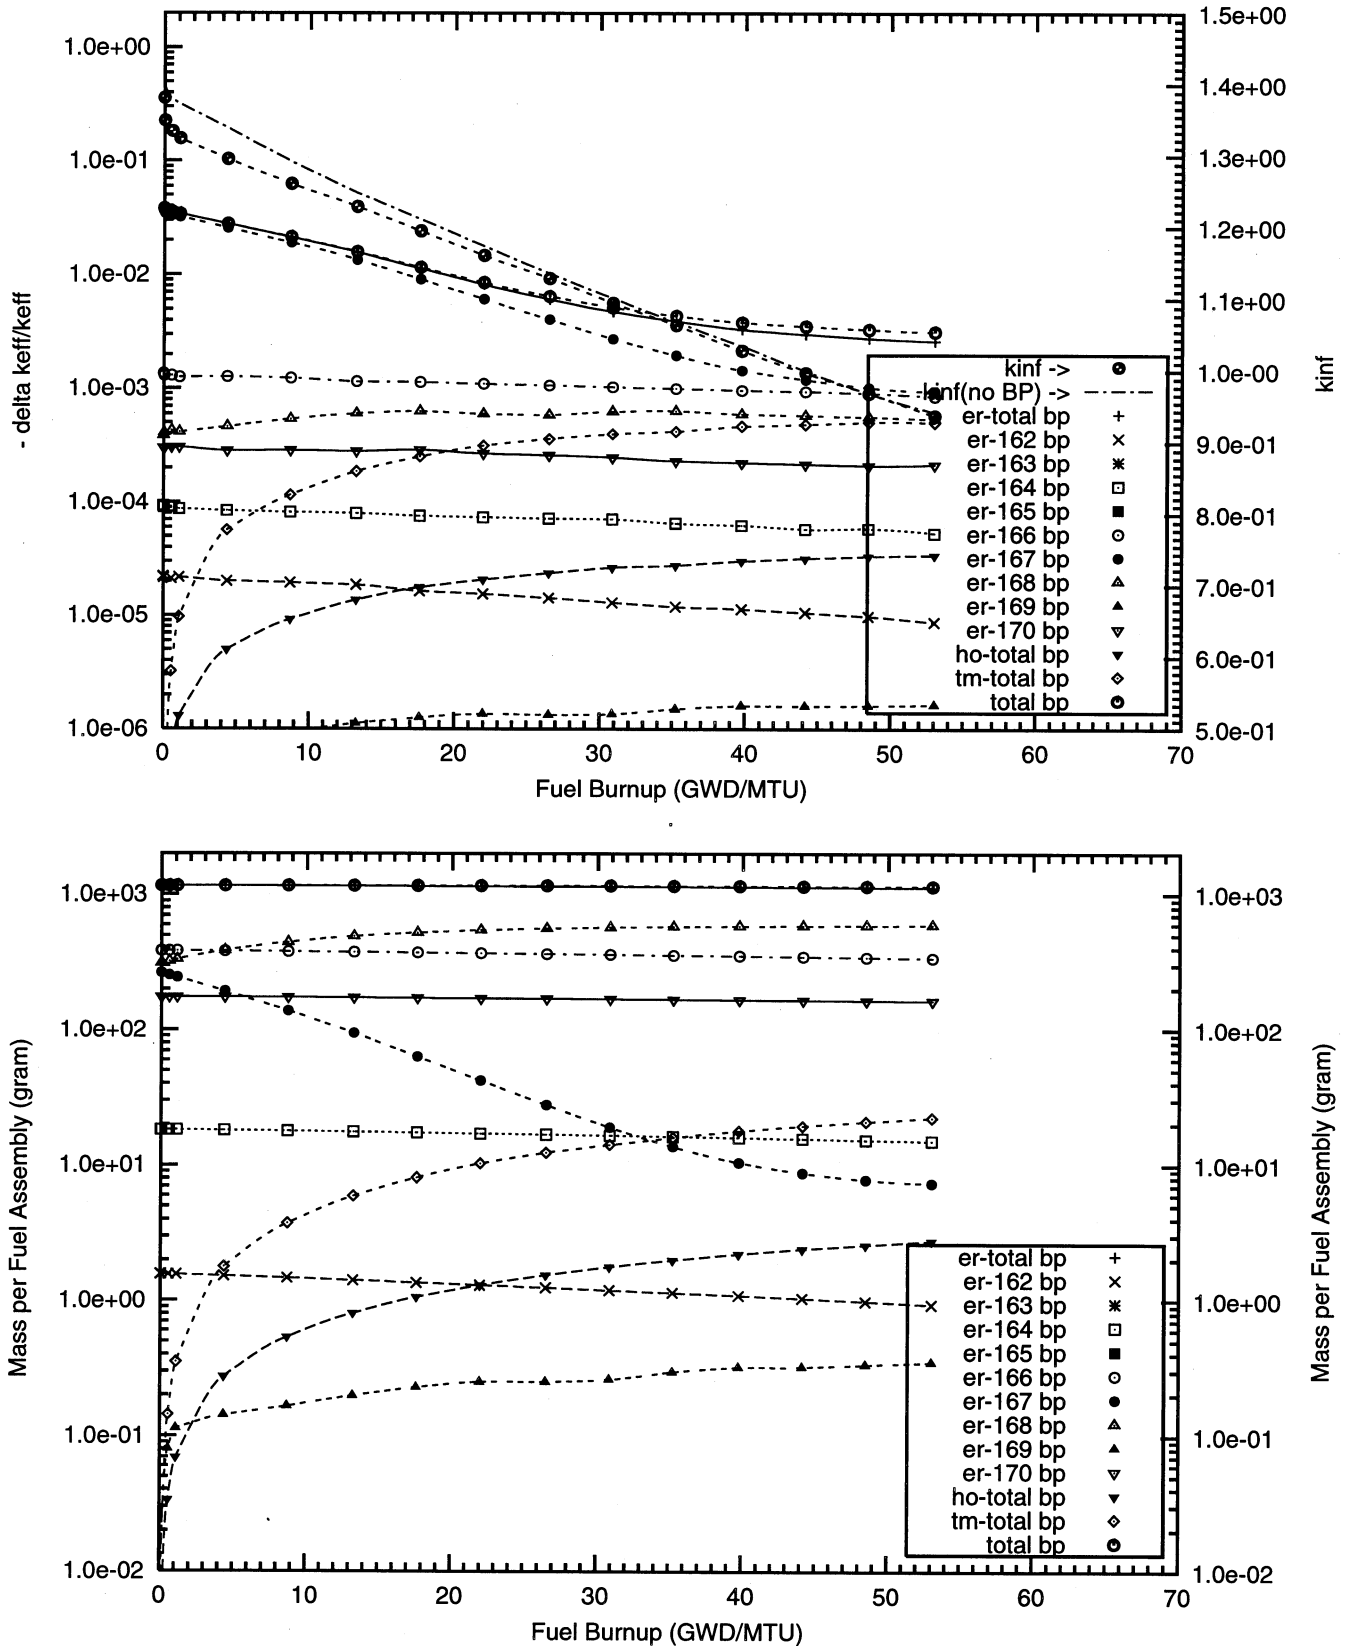 1.0e+00
1.0e-01
1.0e-02
1.0e-03
1.0e-04
1.0e-05
1.0e-06
- delta keff/keff
1.5e+00
1.4e+00
1.3e+00
1.2e+00
1.1e+00
1.0e-00
9.0e-01
8.0e-01
7.0e-01
6.0e-01
5.0e-01
kinf
kinf ->
kinf(no BP) ->
er-total bp
er-162 bp
er-163 bp
er-164 bp
er-165 bp
er-166 bp
er-167 bp
er-168 bp
er-169 bp
er-170 bp
ho-total bp
tm-total bp
total bp
0 10 20 30 40 50 60 70
Fuel Burnup (GWD/MTU)
1.0e+03
1.0e+02
1.0e+01
1.0e+00
1.0e-01
1.0e-02
Mass per Fuel Assembly (gram)
1.0e+03
1.0e+02
1.0e+01
1.0e+00
1.0e-01
1.0e-02
Mass per Fuel Assembly (gram)
er-total bp
er-162 bp
er-163 bp
er-164 bp
er-165 bp
er-166 bp
er-167 bp
er-168 bp
er-169 bp
er-170 bp
ho-total bp
tm-total bp
total bp
0 10 20 30 40 50 60 70
Fuel Burnup (GWD/MTU)